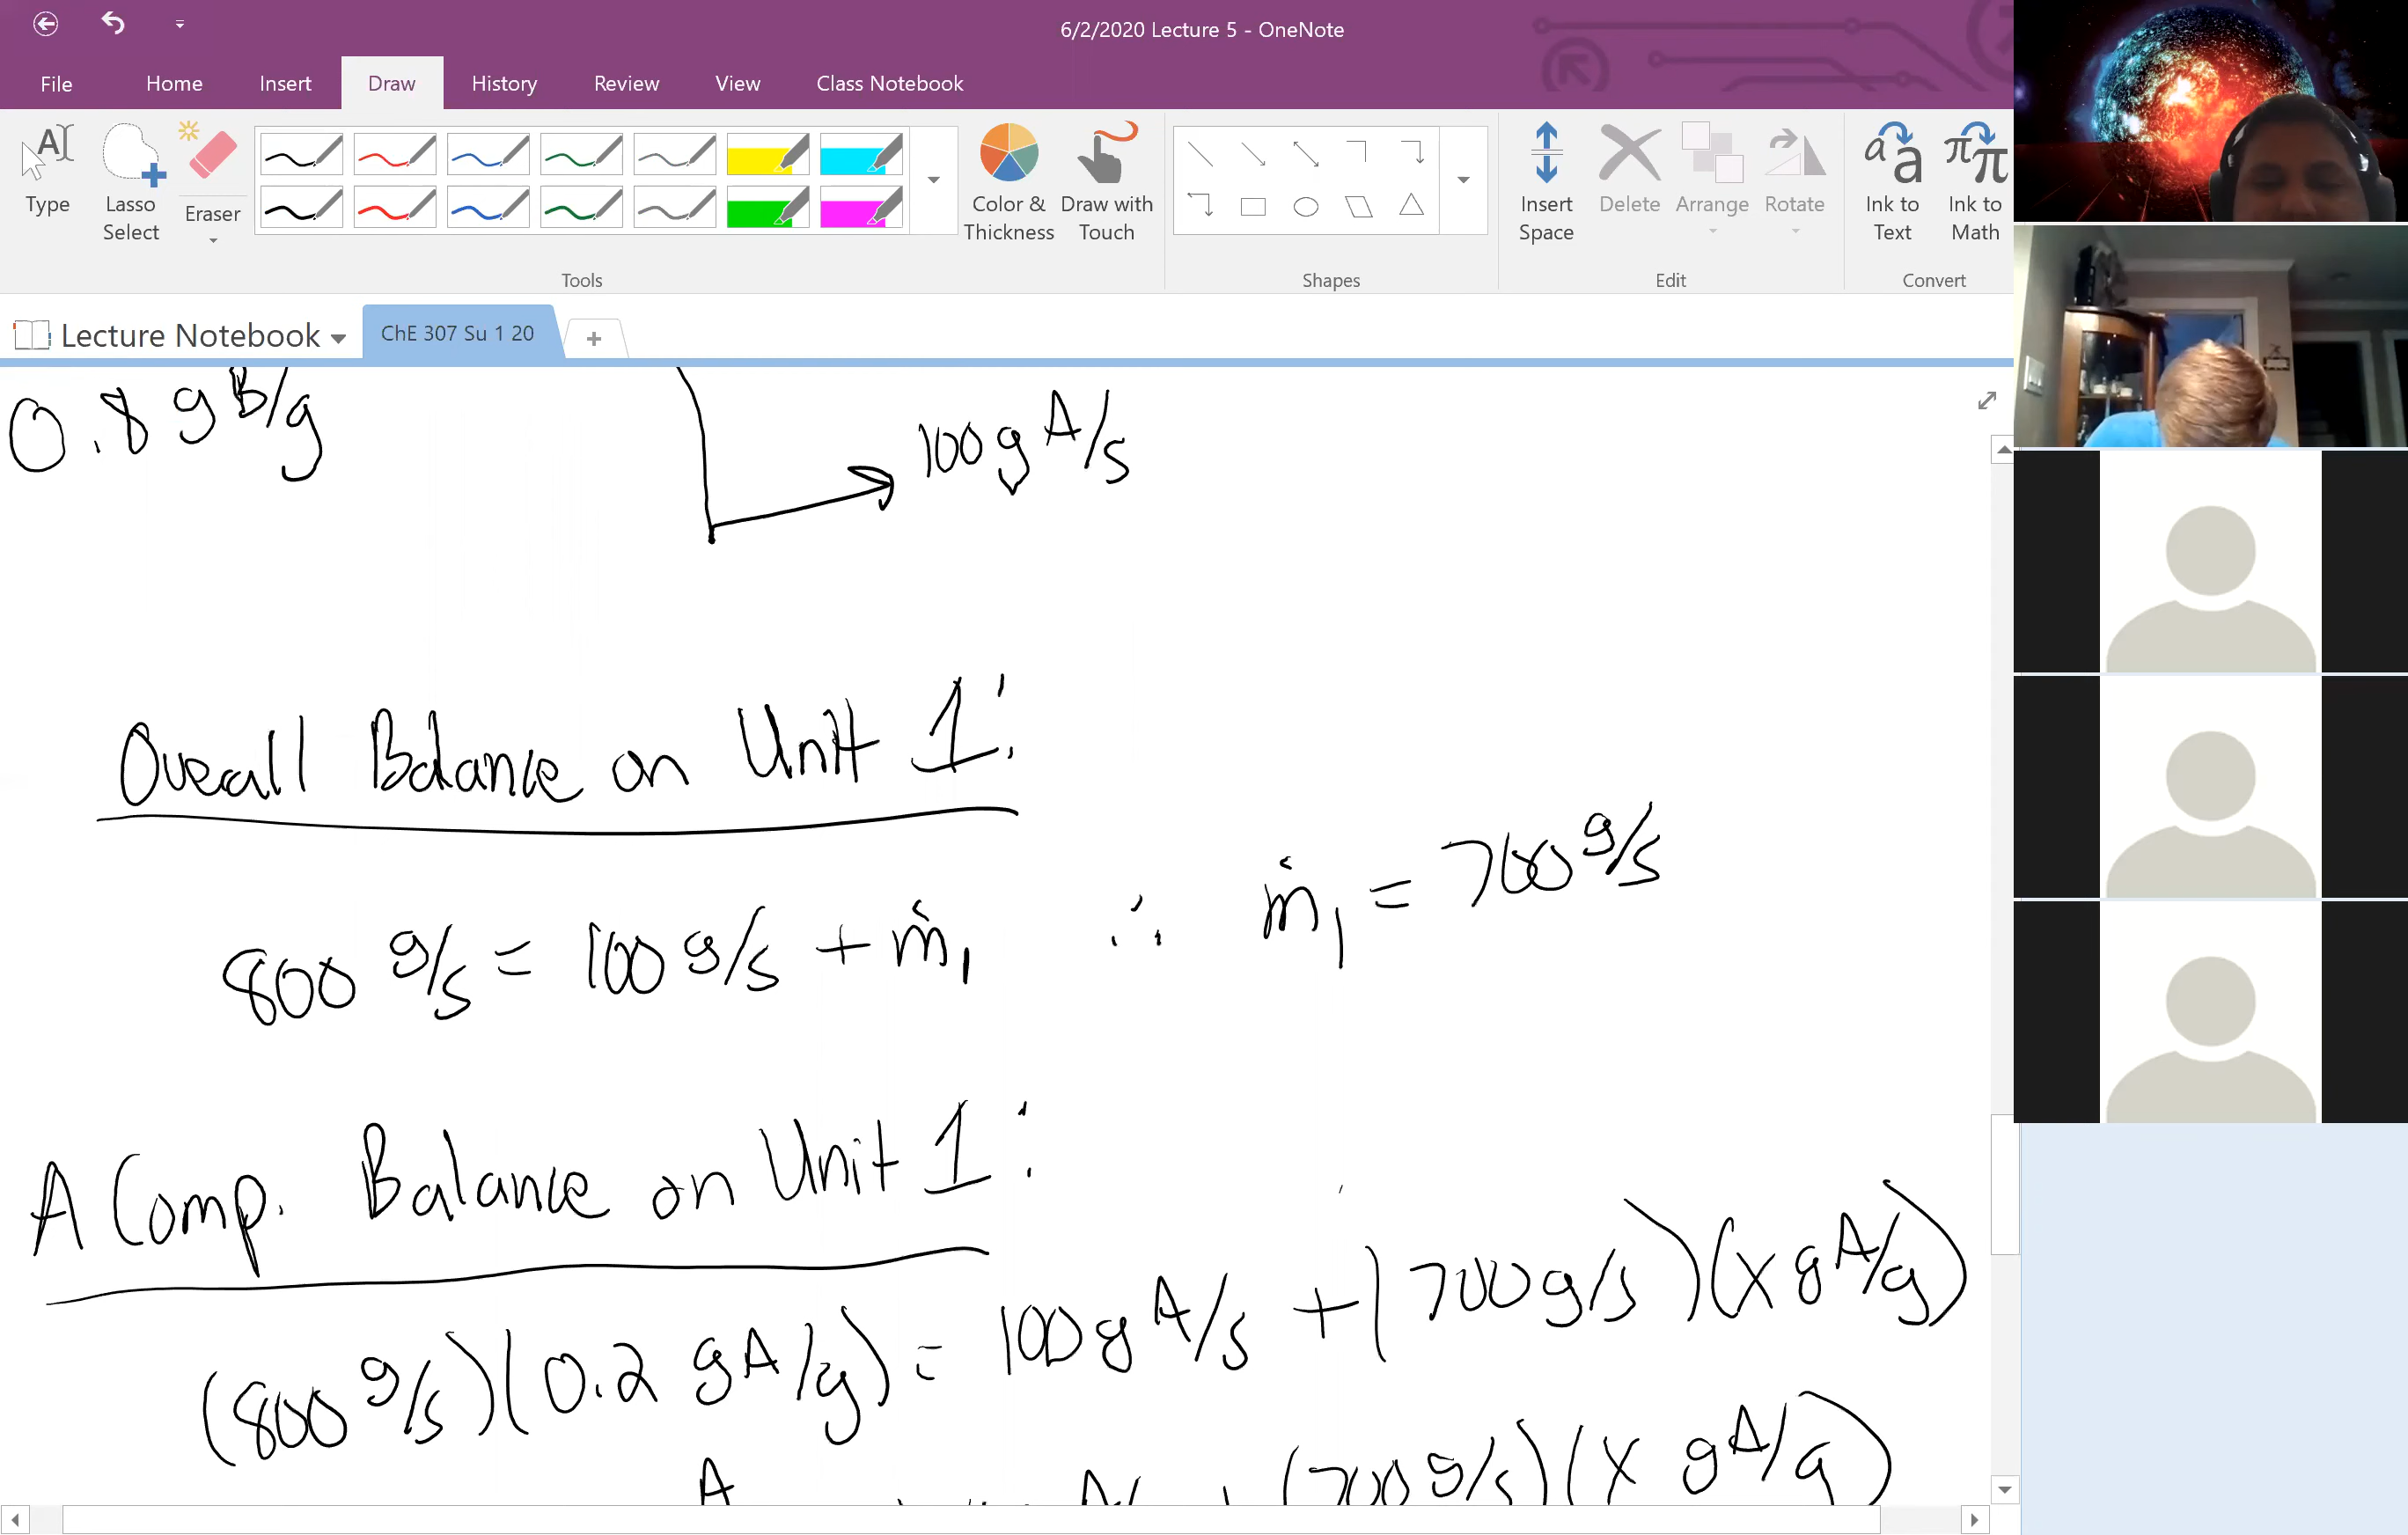 6/2/2020 Lecture 5 - OneNote
File Home Insert Draw History Review View Class Notebook
Type
Lasso Select
Eraser
Color & Thickness
Draw with Touch
Insert Space
Delete
Arrange
Rotate
Ink to Text
Ink to Math
Tools Shapes Edit Convert
Lecture Notebook ChE 307 Su 1 20 +
0.8 gB/g
100 g A/s
Overall Balance on Unit 1:
800 g/s = 100 g/s + ṁ₁ ∴ ṁ₁ = 700 g/s
A Comp. Balance on Unit 1:
(800 g/s)(0.2 gA/g) = 100 g A/s + (700 g/s)(x g A/g)
(700 g/s)(x g A/g)